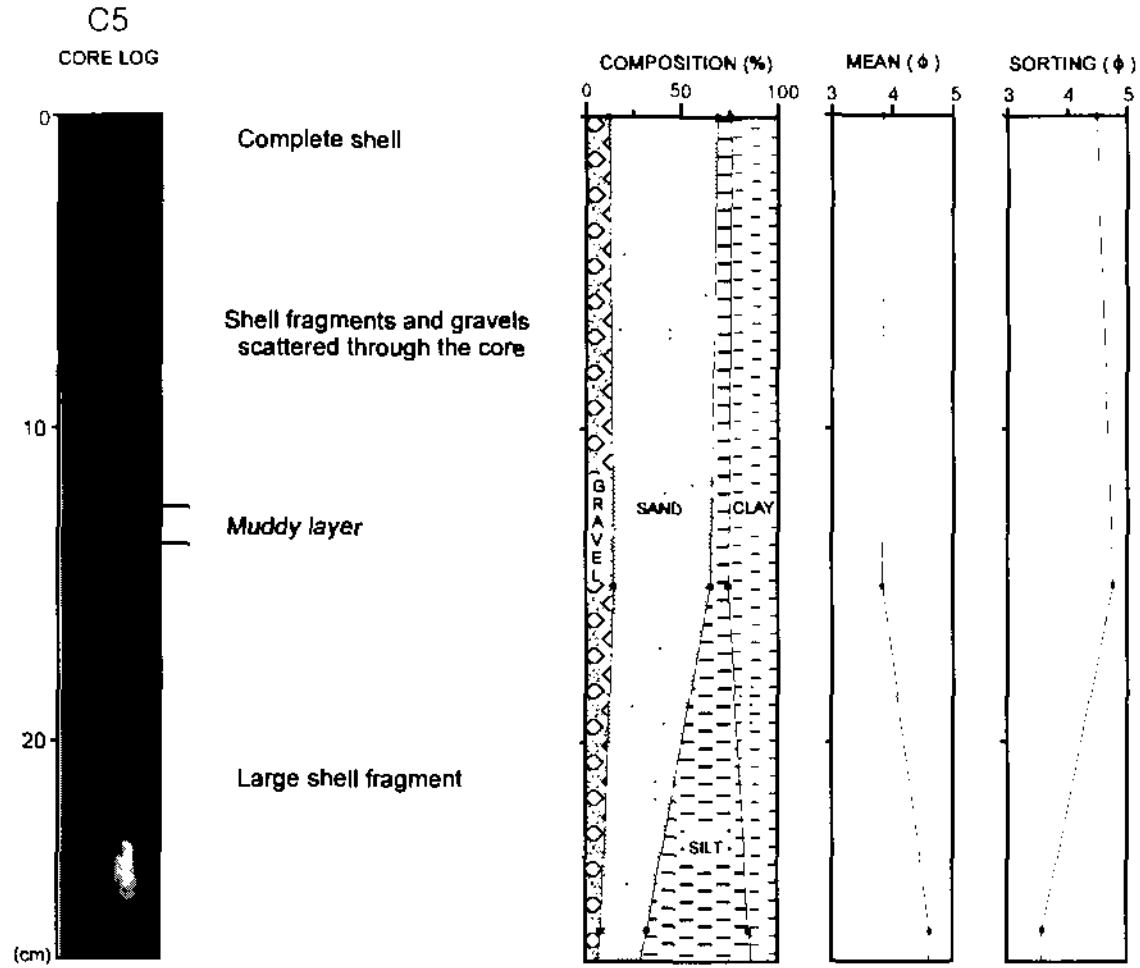 C5
CORE LOG
COMPOSITION (%)
MEAN ( ϕ )
SORTING ( ϕ )
0 50 100
3 4 5
3 4 5
0
10
20
(cm)
Complete shell
Shell fragments and gravels
scattered through the core
Muddy layer
Large shell fragment
GRAVEL
SAND
CLAY
SILT